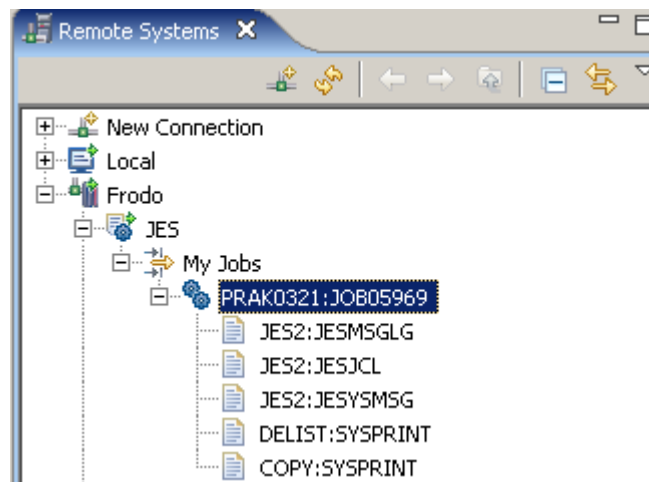 Remote Systems
New Connection
Local
Frodo
JES
My Jobs
PRAK0321:JOB05969
JES2:JESMSGLG
JES2:JESJCL
JES2:JESYSMSG
DELIST:SYSPRINT
COPY:SYSPRINT